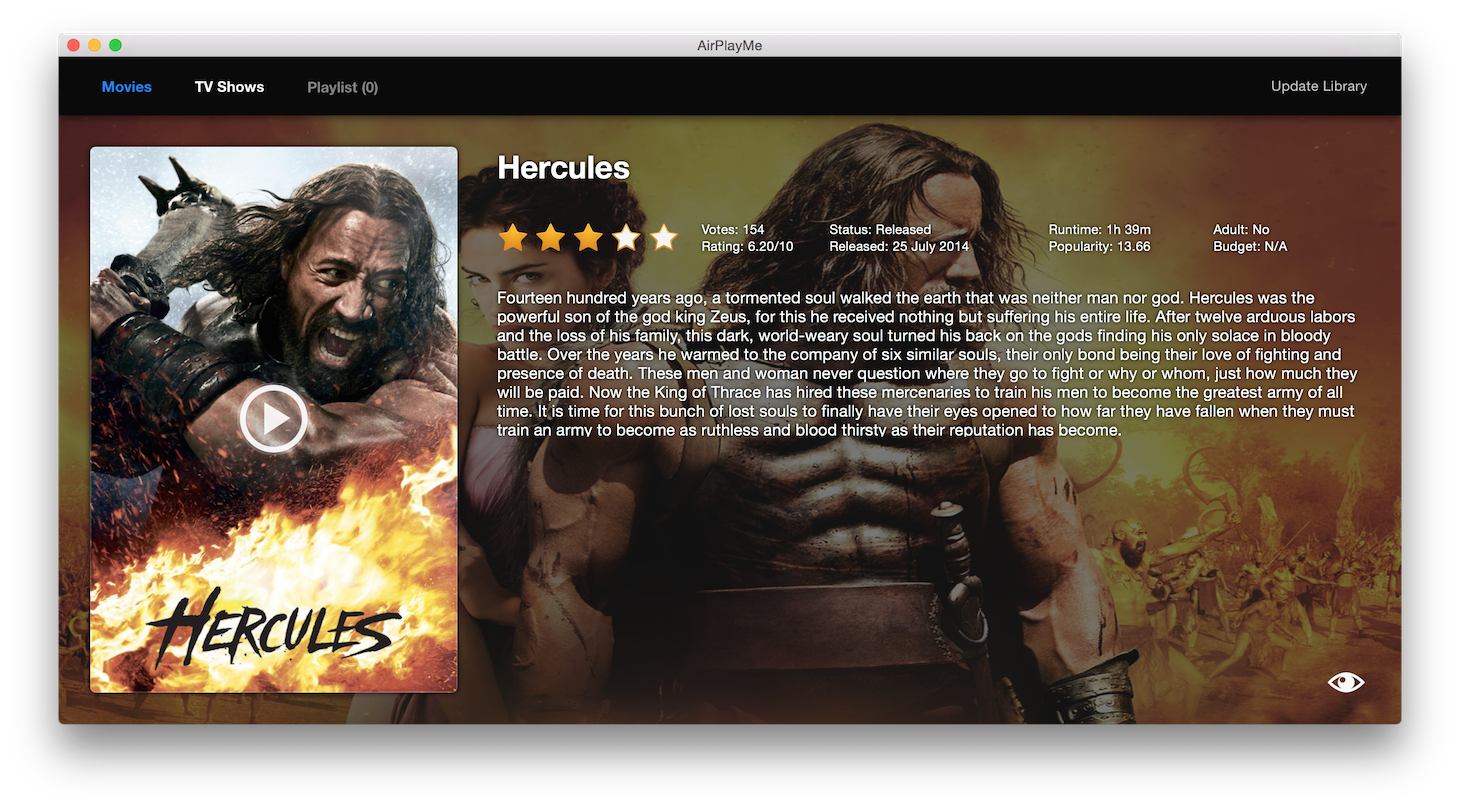 AirPlayMe
Movies TV Shows Playlist (0) Update Library
Hercules
Votes: 154 Status: Released Runtime: 1h 39m Adult: No
Rating: 6.20/10 Released: 25 July 2014 Popularity: 13.66 Budget: N/A
Fourteen hundred years ago, a tormented soul walked the earth that was neither man nor god. Hercules was the
powerful son of the god king Zeus, for this he received nothing but suffering his entire life. After twelve arduous labors
and the loss of his family, this dark, world-weary soul turned his back on the gods finding his only solace in bloody
battle. Over the years he warmed to the company of six similar souls, their only bond being their love of fighting and
presence of death. These men and woman never question where they go to fight or why or whom, just how much they
will be paid. Now the King of Thrace has hired these mercenaries to train his men to become the greatest army of all
time. It is time for this bunch of lost souls to finally have their eyes opened to how far they have fallen when they must
train an army to become as ruthless and blood thirsty as their reputation has become.
HERCULES